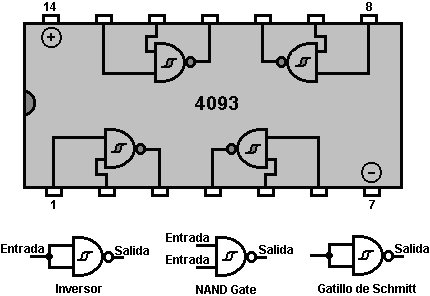 14 8
+
4093
-
1 7
Entrada Salida
Inversor
Entrada
Entrada Salida
NAND Gate
Salida
Gatillo de Schmitt